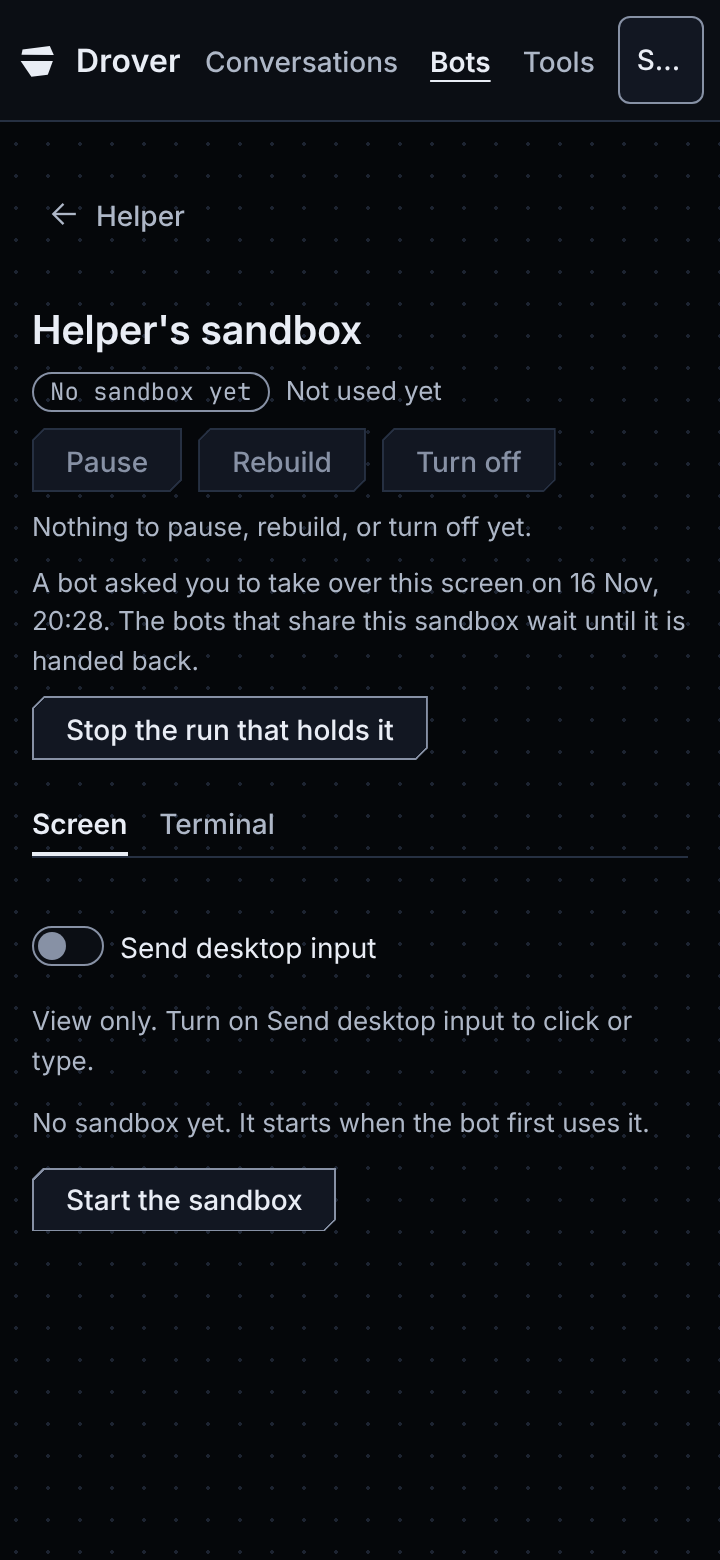 Drover Conversations Bots Tools S...
Helper
Helper's sandbox
No sandbox yet Not used yet
Pause Rebuild Turn off
Nothing to pause, rebuild, or turn off yet.
A bot asked you to take over this screen on 16 Nov,
20:28. The bots that share this sandbox wait until it is
handed back.
Stop the run that holds it
Screen Terminal
Send desktop input
View only. Turn on Send desktop input to click or
type.
No sandbox yet. It starts when the bot first uses it.
Start the sandbox